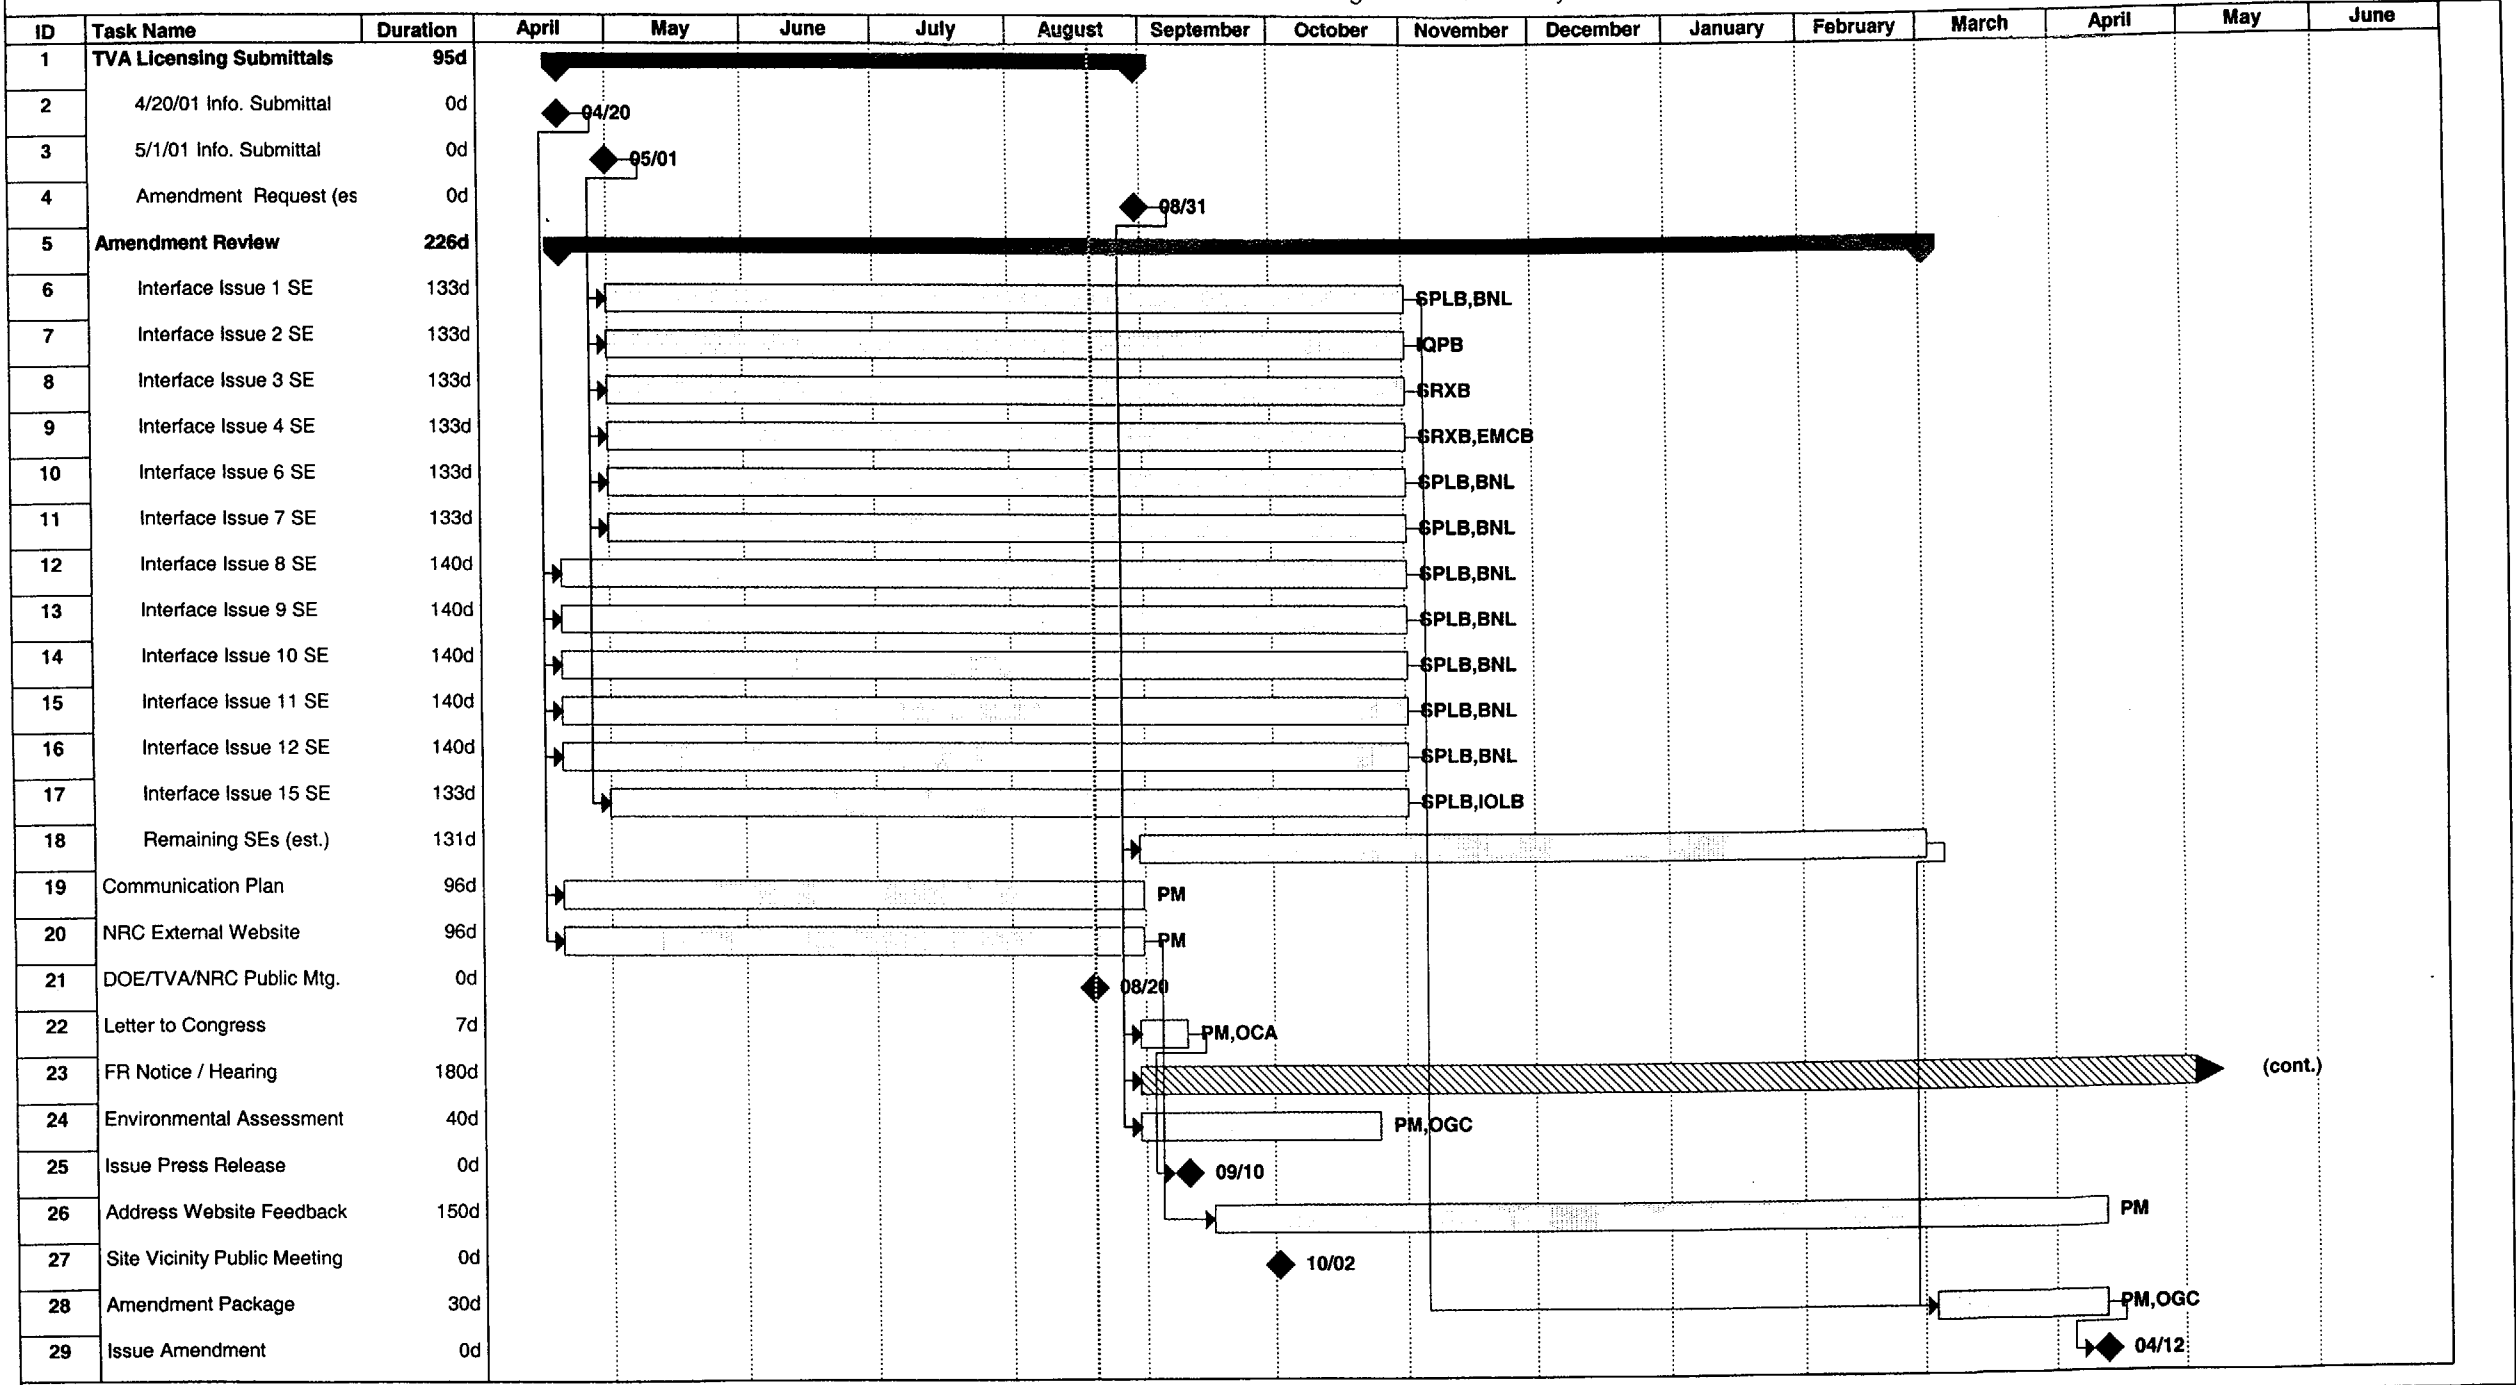 ID Task Name Duration April May June July August September October November December January February March April May June
1 TVA Licensing Submittals 95d
2 4/20/01 Info. Submittal 0d 04/20
3 5/1/01 Info. Submittal 0d 05/01
4 Amendment Request (es 0d 08/31
5 Amendment Review 226d
6 Interface Issue 1 SE 133d SPLB,BNL
7 Interface Issue 2 SE 133d IQPB
8 Interface Issue 3 SE 133d SRXB
9 Interface Issue 4 SE 133d SRXB,EMCB
10 Interface Issue 6 SE 133d SPLB,BNL
11 Interface Issue 7 SE 133d SPLB,BNL
12 Interface Issue 8 SE 140d SPLB,BNL
13 Interface Issue 9 SE 140d SPLB,BNL
14 Interface Issue 10 SE 140d SPLB,BNL
15 Interface Issue 11 SE 140d SPLB,BNL
16 Interface Issue 12 SE 140d SPLB,BNL
17 Interface Issue 15 SE 133d SPLB,IOLB
18 Remaining SEs (est.) 131d
19 Communication Plan 96d PM
20 NRC External Website 96d PM
21 DOE/TVA/NRC Public Mtg. 0d 08/20
22 Letter to Congress 7d PM,OCA
23 FR Notice / Hearing 180d (cont.)
24 Environmental Assessment 40d PM,OGC
25 Issue Press Release 0d 09/10
26 Address Website Feedback 150d PM
27 Site Vicinity Public Meeting 0d 10/02
28 Amendment Package 30d PM,OGC
29 Issue Amendment 0d 04/12